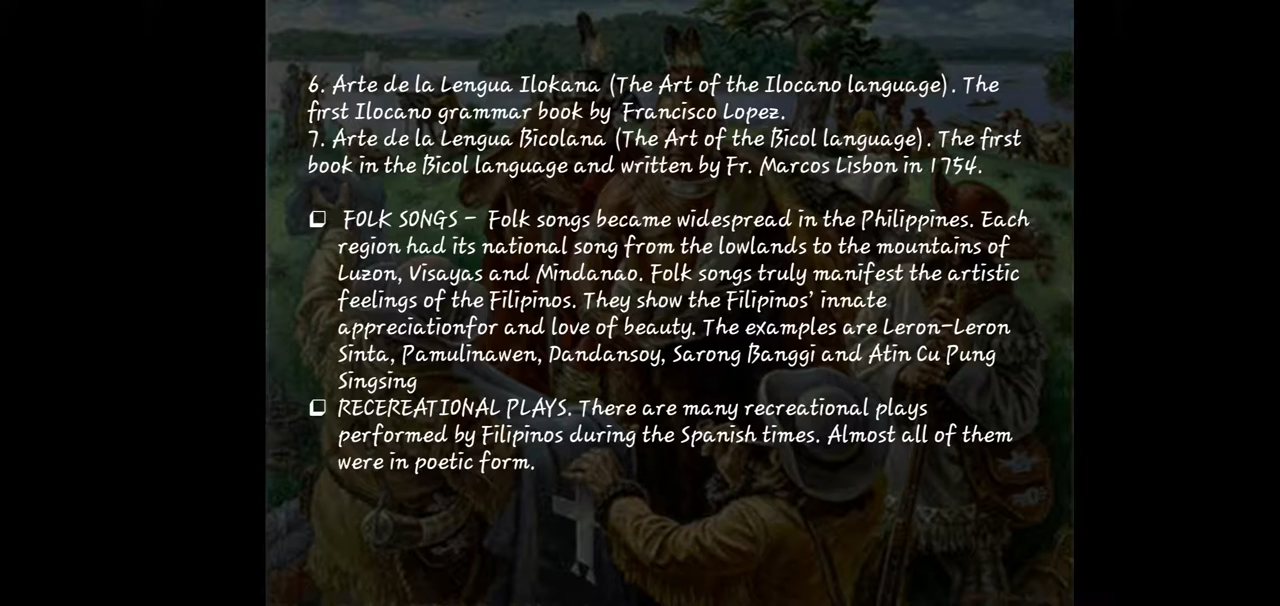 6. Arte de la Lengua Ilokana (The Art of the Ilocano language). The
first Ilocano grammar book by Francisco Lopez.
7. Arte de la Lengua Bicolana (The Art of the Bicol language). The first
book in the Bicol language and written by Fr. Marcos Lisbon in 1754.
FOLK SONGS – Folk songs became widespread in the Philippines. Each
region had its national song from the lowlands to the mountains of
Luzon, Visayas and Mindanao. Folk songs truly manifest the artistic
feelings of the Filipinos. They show the Filipinos’ innate
appreciationfor and love of beauty. The examples are Leron-Leron
Sinta, Pamulinawen, Dandansoy, Sarong Banggi and Atin Cu Pung
Singsing
RECEREATIONAL PLAYS. There are many recreational plays
performed by Filipinos during the Spanish times. Almost all of them
were in poetic form.